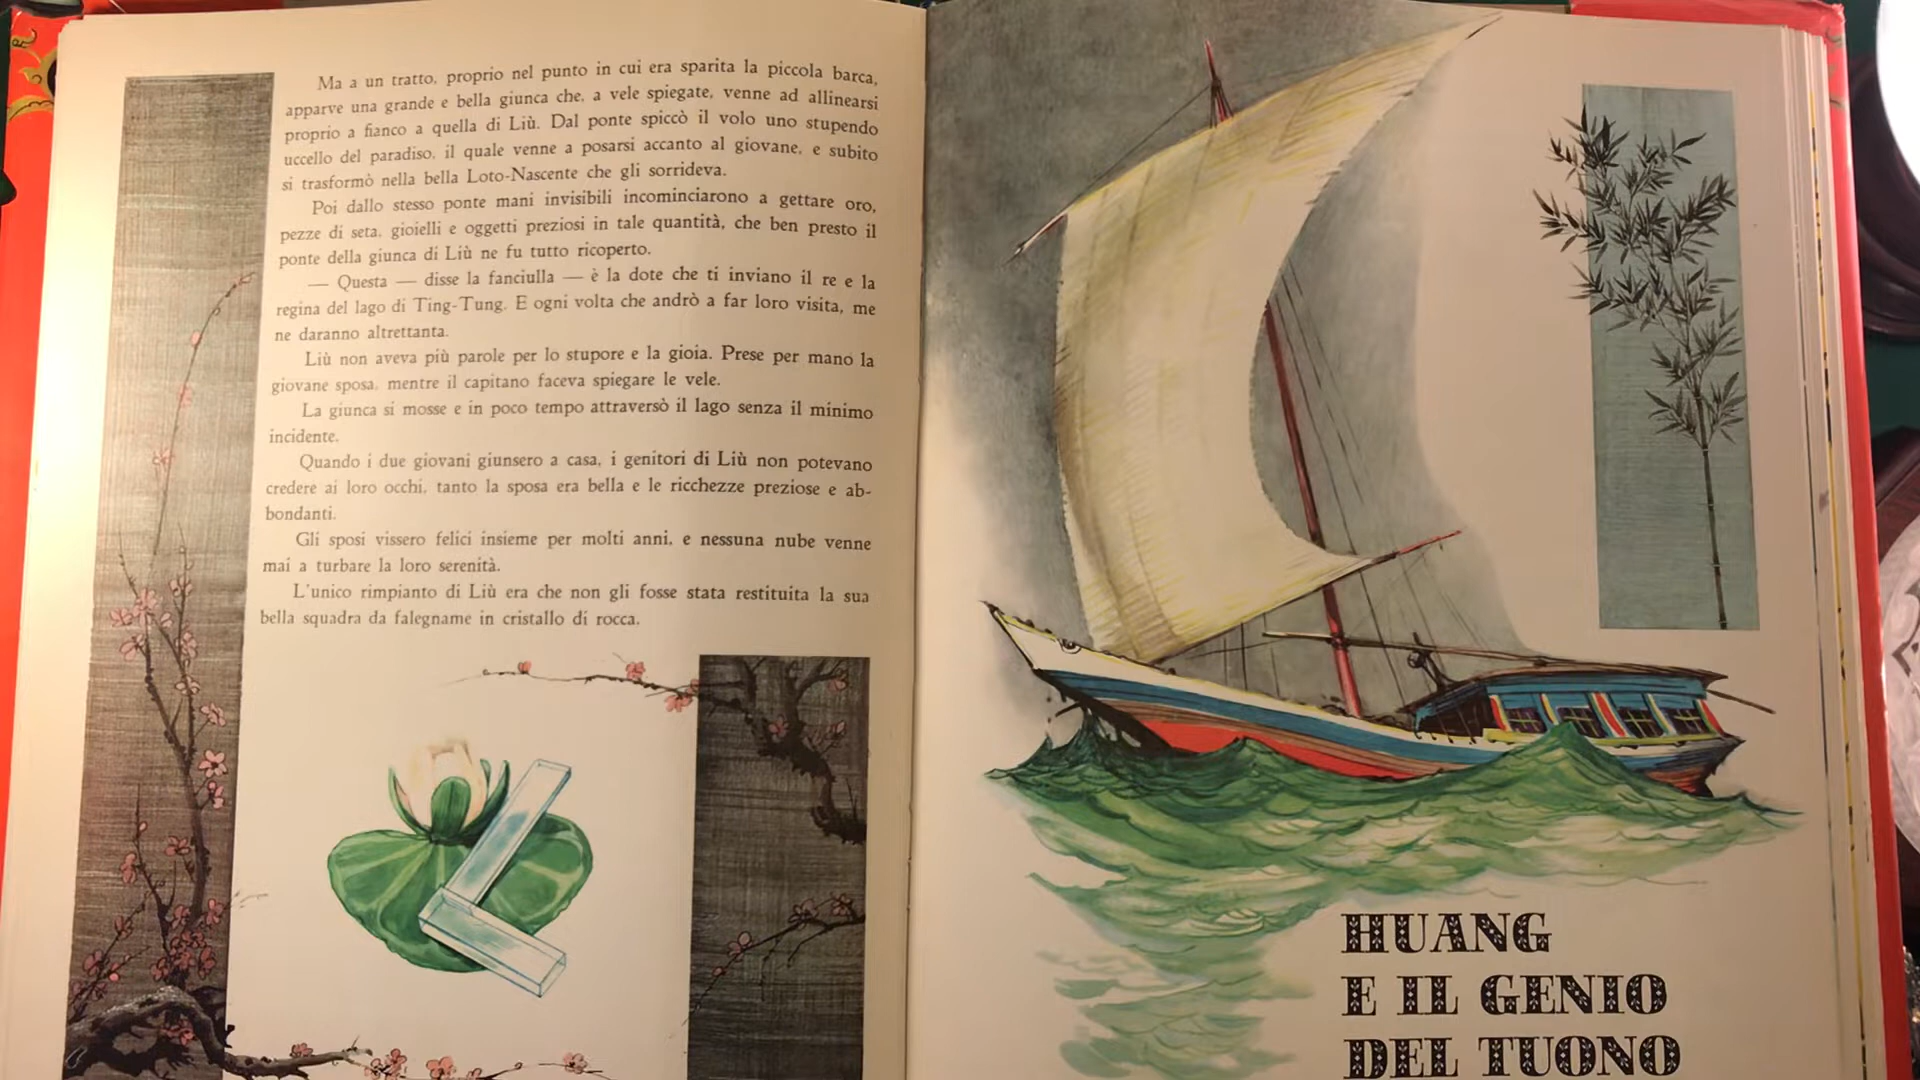 Ma a un tratto, proprio nel punto in cui era sparita la piccola barca,
apparve una grande e bella giunca che, a vele spiegate, venne ad allinearsi
proprio a fianco a quella di Liù. Dal ponte spiccò il volo uno stupendo
uccello del paradiso, il quale venne a posarsi accanto al giovane, e subito
si trasformò nella bella Loto-Nascente che gli sorrideva.
Poi dallo stesso ponte mani invisibili incominciarono a gettare oro,
pezze di seta, gioielli e oggetti preziosi in tale quantità, che ben presto il
ponte della giunca di Liù ne fu tutto ricoperto.
— Questa — disse la fanciulla — è la dote che ti inviano il re e la
regina del lago di Ting-Tung. E ogni volta che andrò a far loro visita, me
ne daranno altrettanta.
Liù non aveva più parole per lo stupore e la gioia. Prese per mano la
giovane sposa, mentre il capitano faceva spiegare le vele.
La giunca si mosse e in poco tempo attraversò il lago senza il minimo
incidente.
Quando i due giovani giunsero a casa, i genitori di Liù non potevano
credere ai loro occhi, tanto la sposa era bella e le ricchezze preziose e ab-
bondanti.
Gli sposi vissero felici insieme per molti anni, e nessuna nube venne
mai a turbare la loro serenità.
L'unico rimpianto di Liù era che non gli fosse stata restituita la sua
bella squadra da falegname in cristallo di rocca.
HUANG
E IL GENIO
DEL TUONO